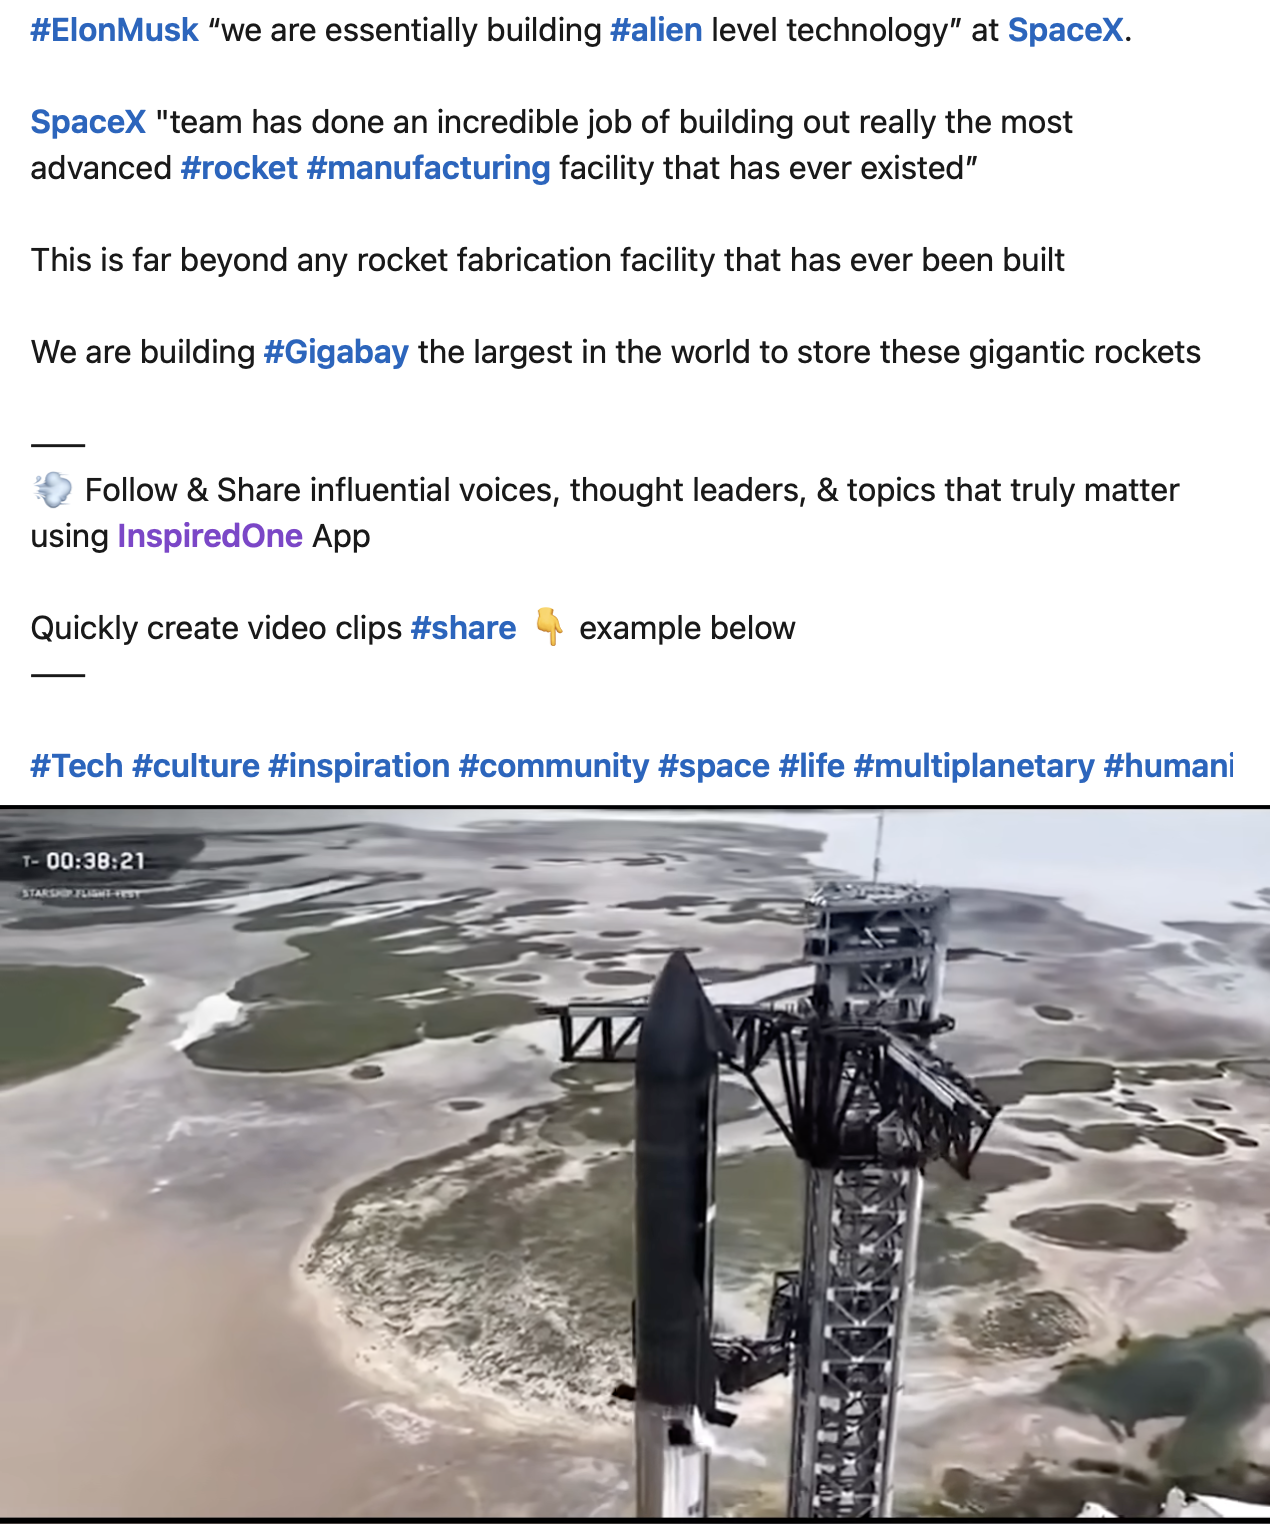 #ElonMusk “we are essentially building #alien level technology” at SpaceX.
SpaceX "team has done an incredible job of building out really the most
advanced #rocket #manufacturing facility that has ever existed”
This is far beyond any rocket fabrication facility that has ever been built
We are building #Gigabay the largest in the world to store these gigantic rockets
💨 Follow & Share influential voices, thought leaders, & topics that truly matter
using InspiredOne App
Quickly create video clips #share 👇 example below
#Tech #culture #inspiration #community #space #life #multiplanetary #humani
T- 00:38:21
STARSHIP FLIGHT TEST